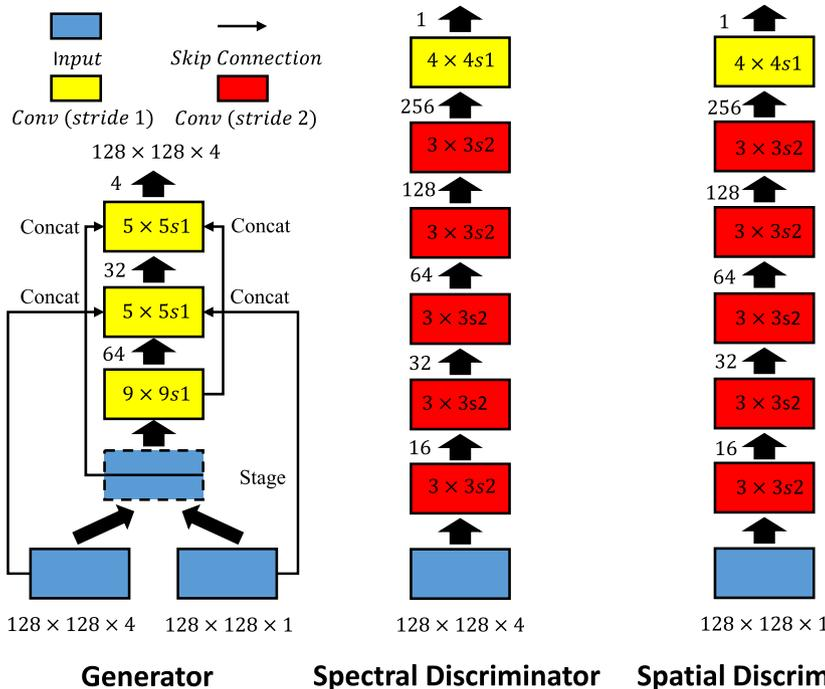 Input
Skip Connection
Conv (stride 1)
Conv (stride 2)
128 × 128 × 4
4
5 × 5s1
Concat
Concat
32
5 × 5s1
Concat
Concat
64
9 × 9s1
Stage
128 × 128 × 4
128 × 128 × 1
Generator
1
4 × 4s1
256
3 × 3s2
128
3 × 3s2
64
3 × 3s2
32
3 × 3s2
16
3 × 3s2
128 × 128 × 4
Spectral Discriminator
1
4 × 4s1
256
3 × 3s2
128
3 × 3s2
64
3 × 3s2
32
3 × 3s2
16
3 × 3s2
128 × 128 × 1
Spatial Discrim